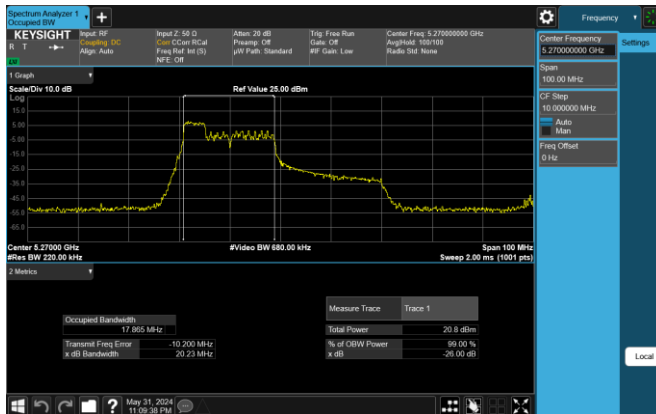 Spectrum Analyzer 1
Occupied BW
Frequency
KEYSIGHT
R T
Input: RF
Coupling: DC
Align: Auto
Input Z: 50 Ω
Corr CCorr RCal
Freq Ref: Int (S)
NFE: Off
Atten: 20 dB
Preamp: Off
µW Path: Standard
Trig: Free Run
Gate: Off
#IF Gain: Low
Center Freq: 5.270000000 GHz
Avg|Hold: 100/100
Radio Std: None
Center Frequency
5.270000000 GHz
Settings
Span
100.00 MHz
CF Step
10.000000 MHz
Auto
Man
Freq Offset
0 Hz
1 Graph
Scale/Div 10.0 dB
Ref Value 25.00 dBm
Log
15.0
5.00
-5.00
-15.0
-25.0
-35.0
-45.0
-55.0
-65.0
Center 5.27000 GHz
#Video BW 680.00 kHz
Span 100 MHz
#Res BW 220.00 kHz
Sweep 2.00 ms (1001 pts)
2 Metrics
Measure Trace Trace 1
Occupied Bandwidth
17.865 MHz
Total Power 20.8 dBm
Transmit Freq Error -10.200 MHz
% of OBW Power 99.00 %
x dB Bandwidth 20.23 MHz
x dB -26.00 dB
Local
May 31, 2024
11:09:38 PM